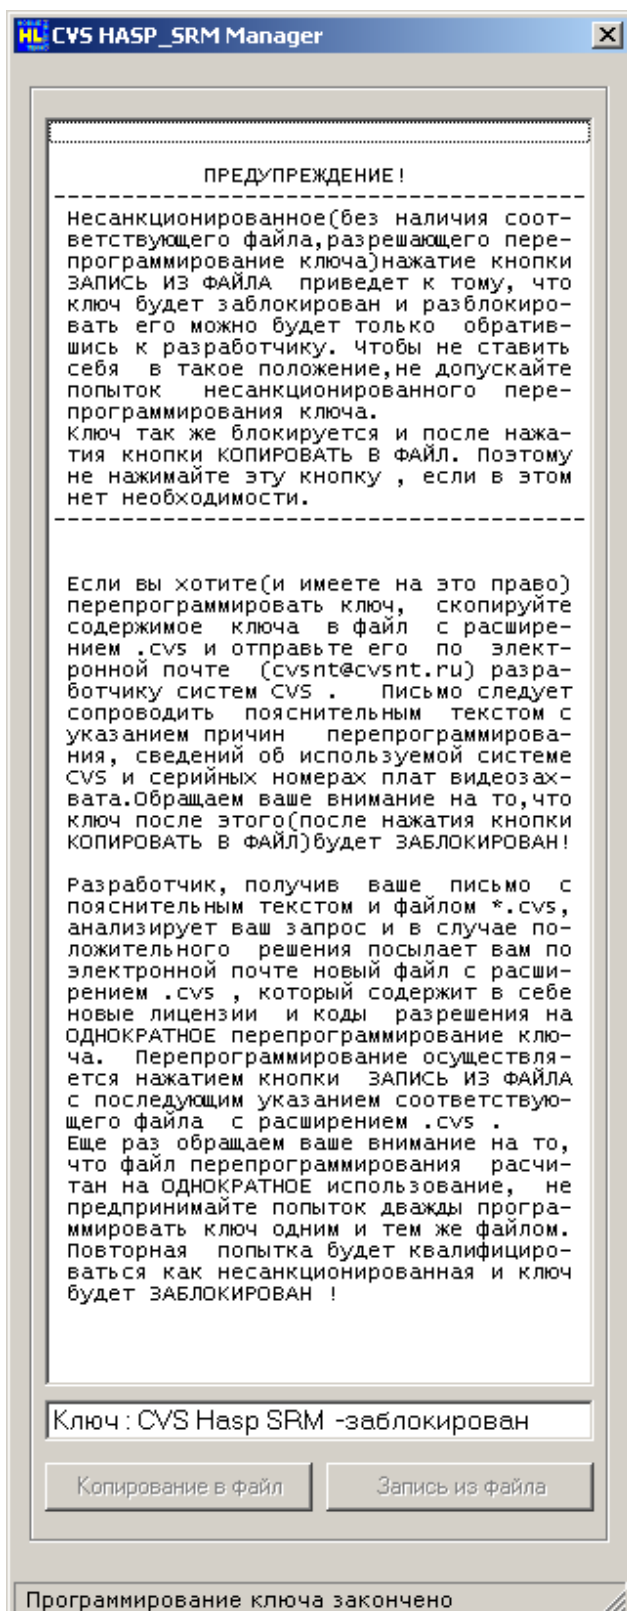 HL CVS HASP_SRM Manager
ПРЕДУПРЕЖДЕНИЕ!
----------------------------------------
Несанкционированное(без наличия соот-
ветствующего файла,разрешающего пере-
программирование ключа)нажатие кнопки
ЗАПИСЬ ИЗ ФАЙЛА приведет к тому, что
ключ будет заблокирован и разблокиро-
вать его можно будет только обратив-
шись к разработчику. Чтобы не ставить
себя в такое положение,не допускайте
попыток несанкционированного пере-
программирования ключа.
Ключ так же блокируется и после нажа-
тия кнопки КОПИРОВАТЬ В ФАЙЛ. Поэтому
не нажимайте эту кнопку , если в этом
нет необходимости.
----------------------------------------
Если вы хотите(и имеете на это право)
перепрограммировать ключ, скопируйте
содержимое ключа в файл с расшире-
нием .cvs и отправьте его по элект-
ронной почте (cvsnt@cvsnt.ru) разра-
ботчику систем CVS . Письмо следует
сопроводить пояснительным текстом с
указанием причин перепрограммирова-
ния, сведений об используемой системе
CVS и серийных номерах плат видеозах-
вата.Обращаем ваше внимание на то,что
ключ после этого(после нажатия кнопки
КОПИРОВАТЬ В ФАЙЛ)будет ЗАБЛОКИРОВАН!
Разработчик, получив ваше письмо с
пояснительным текстом и файлом *.cvs,
анализирует ваш запрос и в случае по-
ложительного решения посылает вам по
электронной почте новый файл с расши-
рением .cvs , который содержит в себе
новые лицензии и коды разрешения на
ОДНОКРАТНОЕ перепрограммирование клю-
ча. Перепрограммирование осуществля-
ется нажатием кнопки ЗАПИСЬ ИЗ ФАЙЛА
с последующим указанием соответствую-
щего файла с расширением .cvs .
Еще раз обращаем ваше внимание на то,
что файл перепрограммирования расчи-
тан на ОДНОКРАТНОЕ использование, не
предпринимайте попыток дважды програ-
ммировать ключ одним и тем же файлом.
Повторная попытка будет квалифициро-
ваться как несанкционированная и ключ
будет ЗАБЛОКИРОВАН !
Ключ : CVS Hasp SRM -заблокирован
Копирование в файл Запись из файла
Программирование ключа закончено